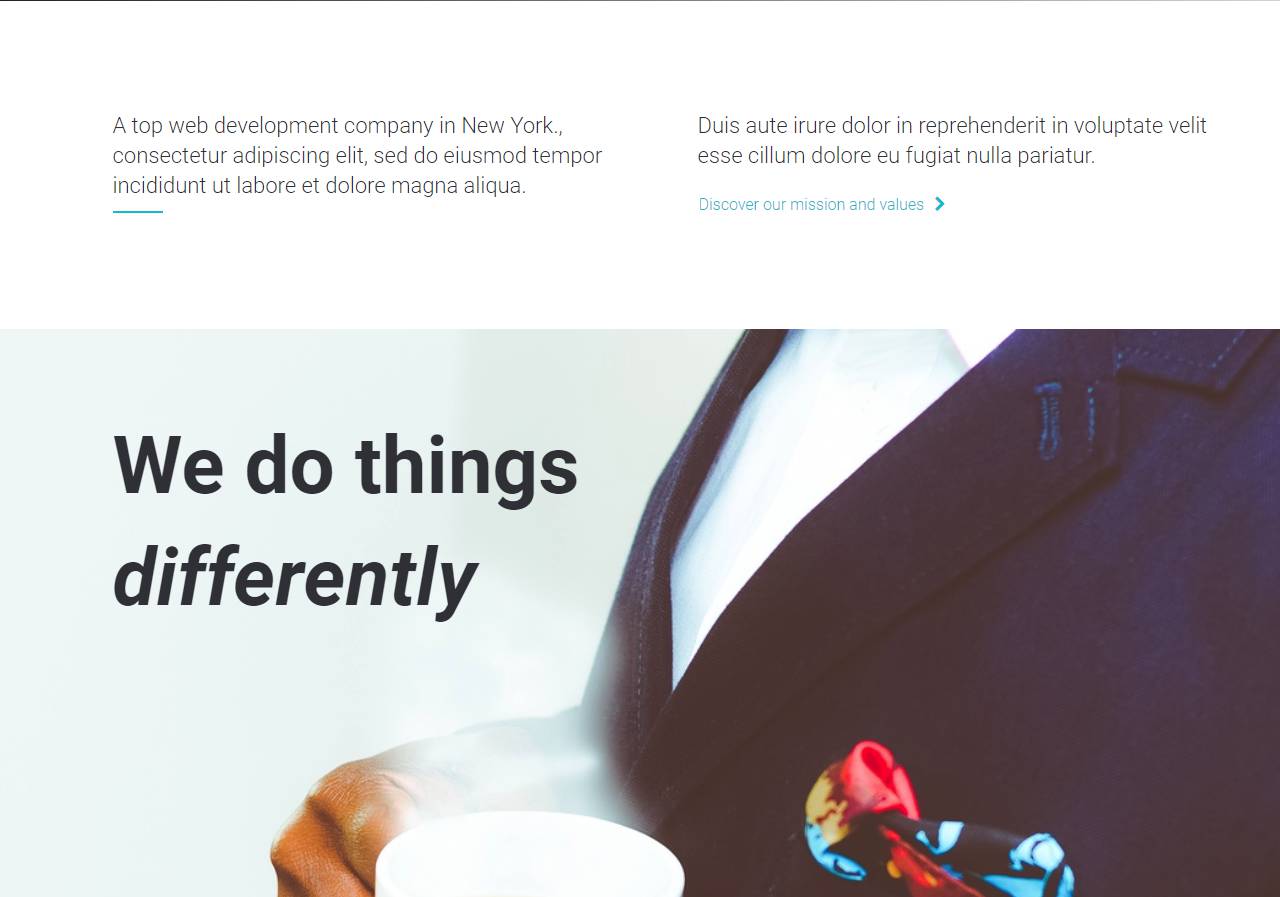 A top web development company in New York.,
consectetur adipiscing elit, sed do eiusmod tempor
incididunt ut labore et dolore magna aliqua.
Duis aute irure dolor in reprehenderit in voluptate velit
esse cillum dolore eu fugiat nulla pariatur.
Discover our mission and values
We do things
differently